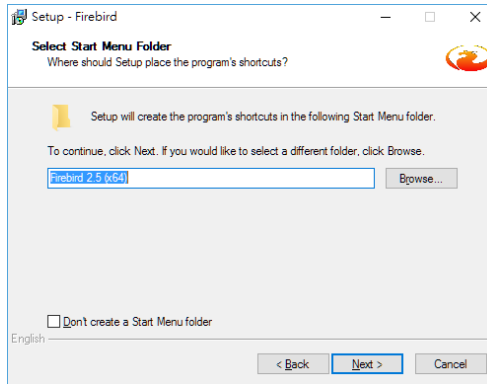 Setup - Firebird
Select Start Menu Folder
Where should Setup place the program's shortcuts?
Setup will create the program's shortcuts in the following Start Menu folder.
To continue, click Next. If you would like to select a different folder, click Browse.
Firebird 2.5 (x64)
Browse...
Don't create a Start Menu folder
English
< Back
Next >
Cancel